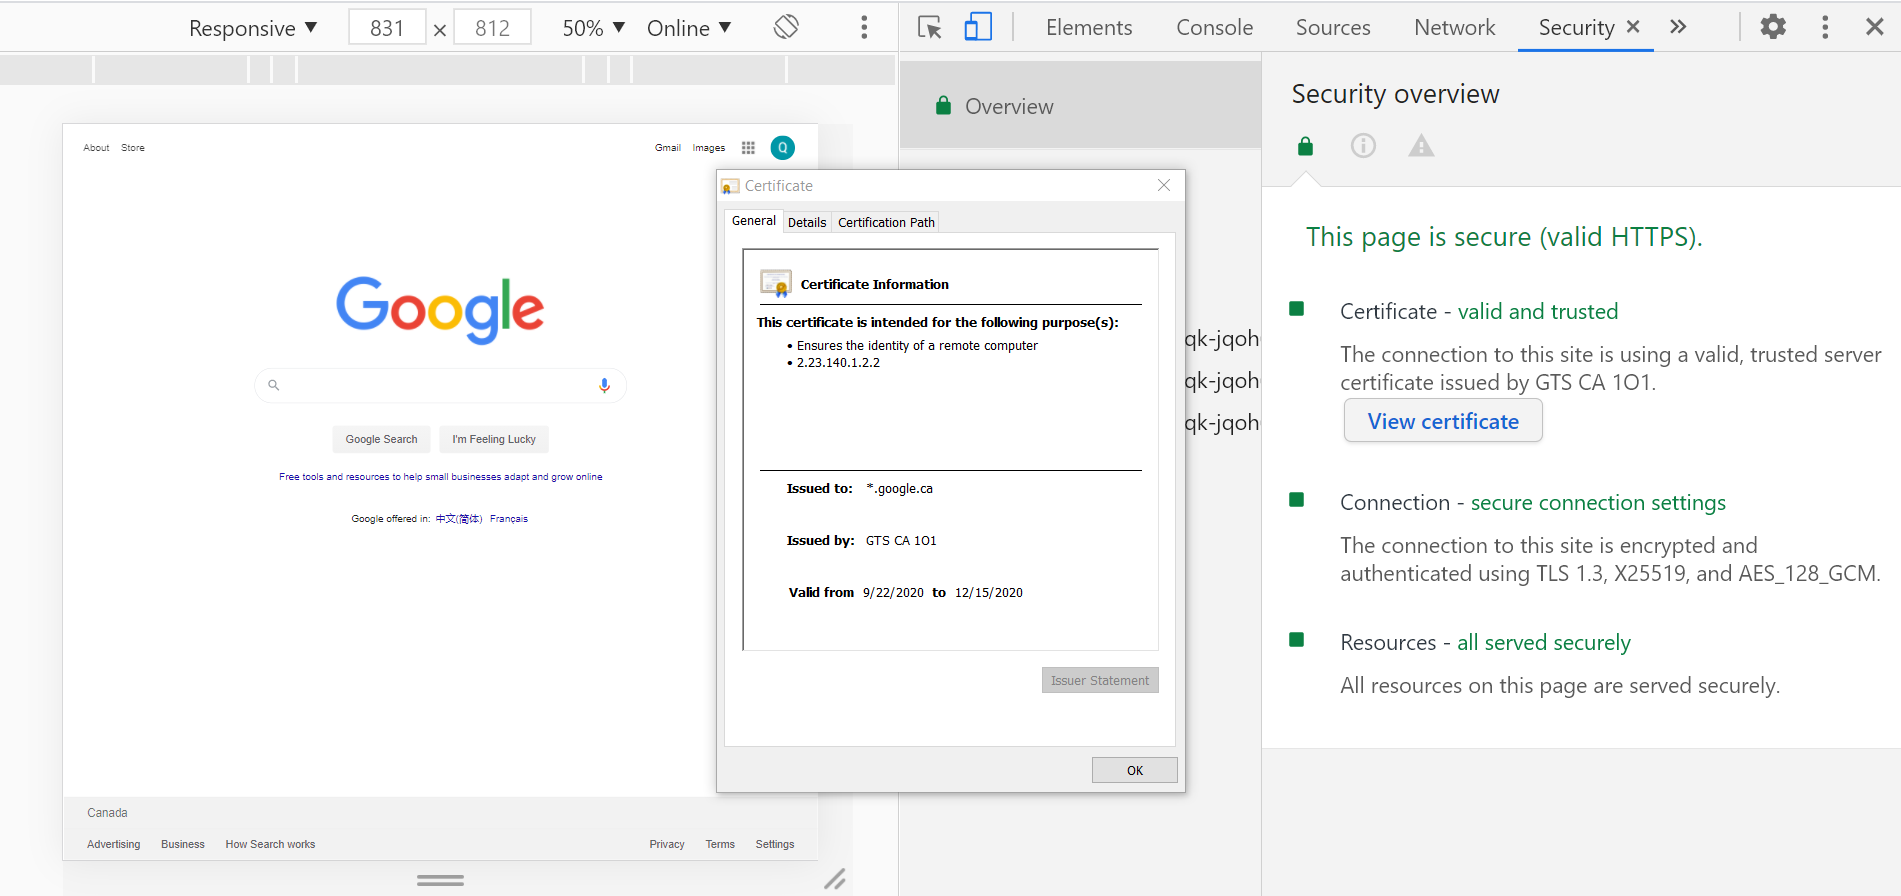 Responsive ▼ 831 × 812 50% ▼ Online ▼
Elements Console Sources Network Security × »
About Store Gmail Images Q
Google
Google Search I'm Feeling Lucky
Free tools and resources to help small businesses adapt and grow online
Google offered in: 中文(简体) Français
Canada
Advertising Business How Search works Privacy Terms Settings
Certificate
General Details Certification Path
Certificate Information
This certificate is intended for the following purpose(s):
• Ensures the identity of a remote computer
• 2.23.140.1.2.2
Issued to: *.google.ca
Issued by: GTS CA 1O1
Valid from 9/22/2020 to 12/15/2020
Issuer Statement
OK
Overview
qk-jqoh
qk-jqoh
qk-jqoh
Security overview
This page is secure (valid HTTPS).
Certificate - valid and trusted
The connection to this site is using a valid, trusted server
certificate issued by GTS CA 1O1.
View certificate
Connection - secure connection settings
The connection to this site is encrypted and
authenticated using TLS 1.3, X25519, and AES_128_GCM.
Resources - all served securely
All resources on this page are served securely.